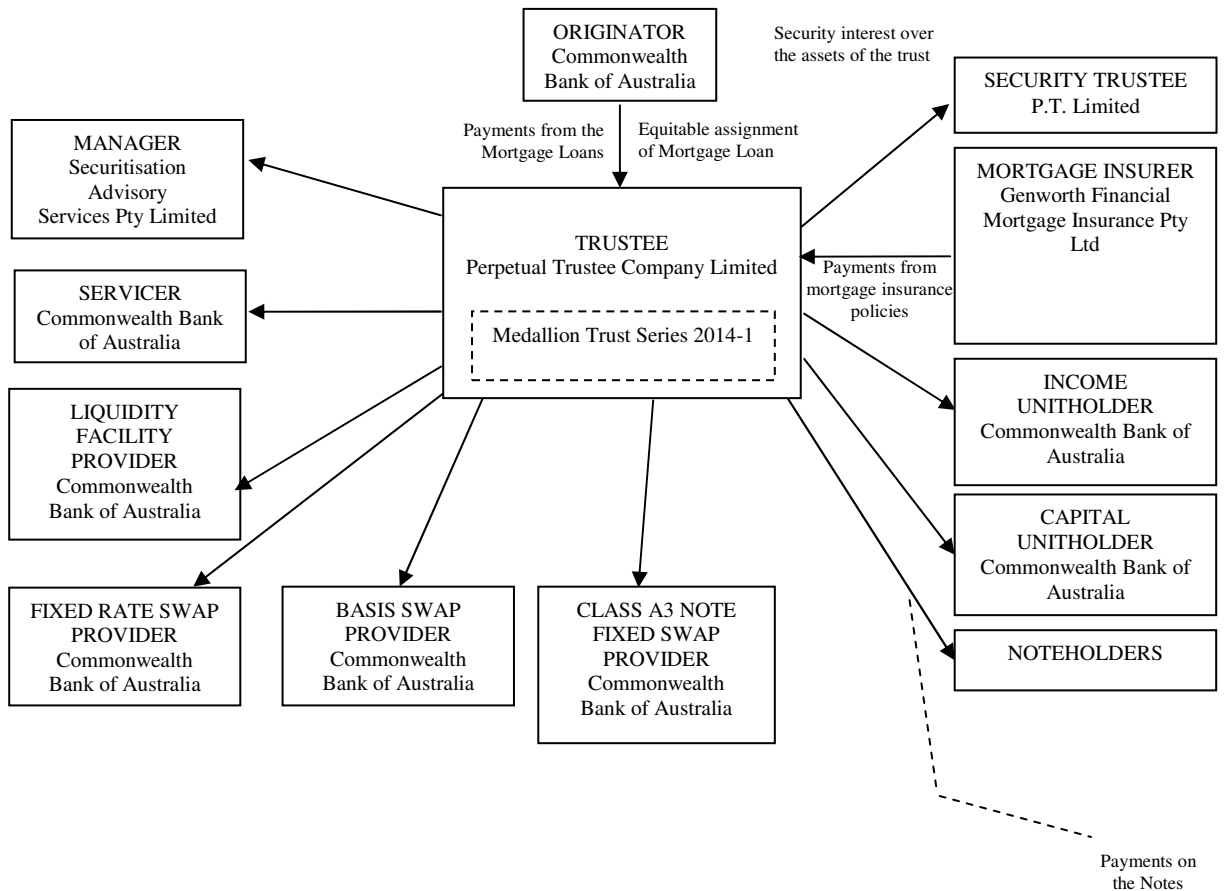 ORIGINATOR
Commonwealth
Bank of Australia
Security interest over
the assets of the trust
SECURITY TRUSTEE
P.T. Limited
Payments from the
Mortgage Loans
Equitable assignment
of Mortgage Loan
MANAGER
Securitisation
Advisory
Services Pty Limited
MORTGAGE INSURER
Genworth Financial
Mortgage Insurance Pty
Ltd
TRUSTEE
Perpetual Trustee Company Limited
Medallion Trust Series 2014-1
Payments from
mortgage insurance
policies
SERVICER
Commonwealth Bank
of Australia
INCOME
UNITHOLDER
Commonwealth Bank of
Australia
LIQUIDITY
FACILITY
PROVIDER
Commonwealth
Bank of Australia
CAPITAL
UNITHOLDER
Commonwealth Bank of
Australia
FIXED RATE SWAP
PROVIDER
Commonwealth
Bank of Australia
BASIS SWAP
PROVIDER
Commonwealth
Bank of Australia
CLASS A3 NOTE
FIXED SWAP
PROVIDER
Commonwealth
Bank of Australia
NOTEHOLDERS
Payments on
the Notes